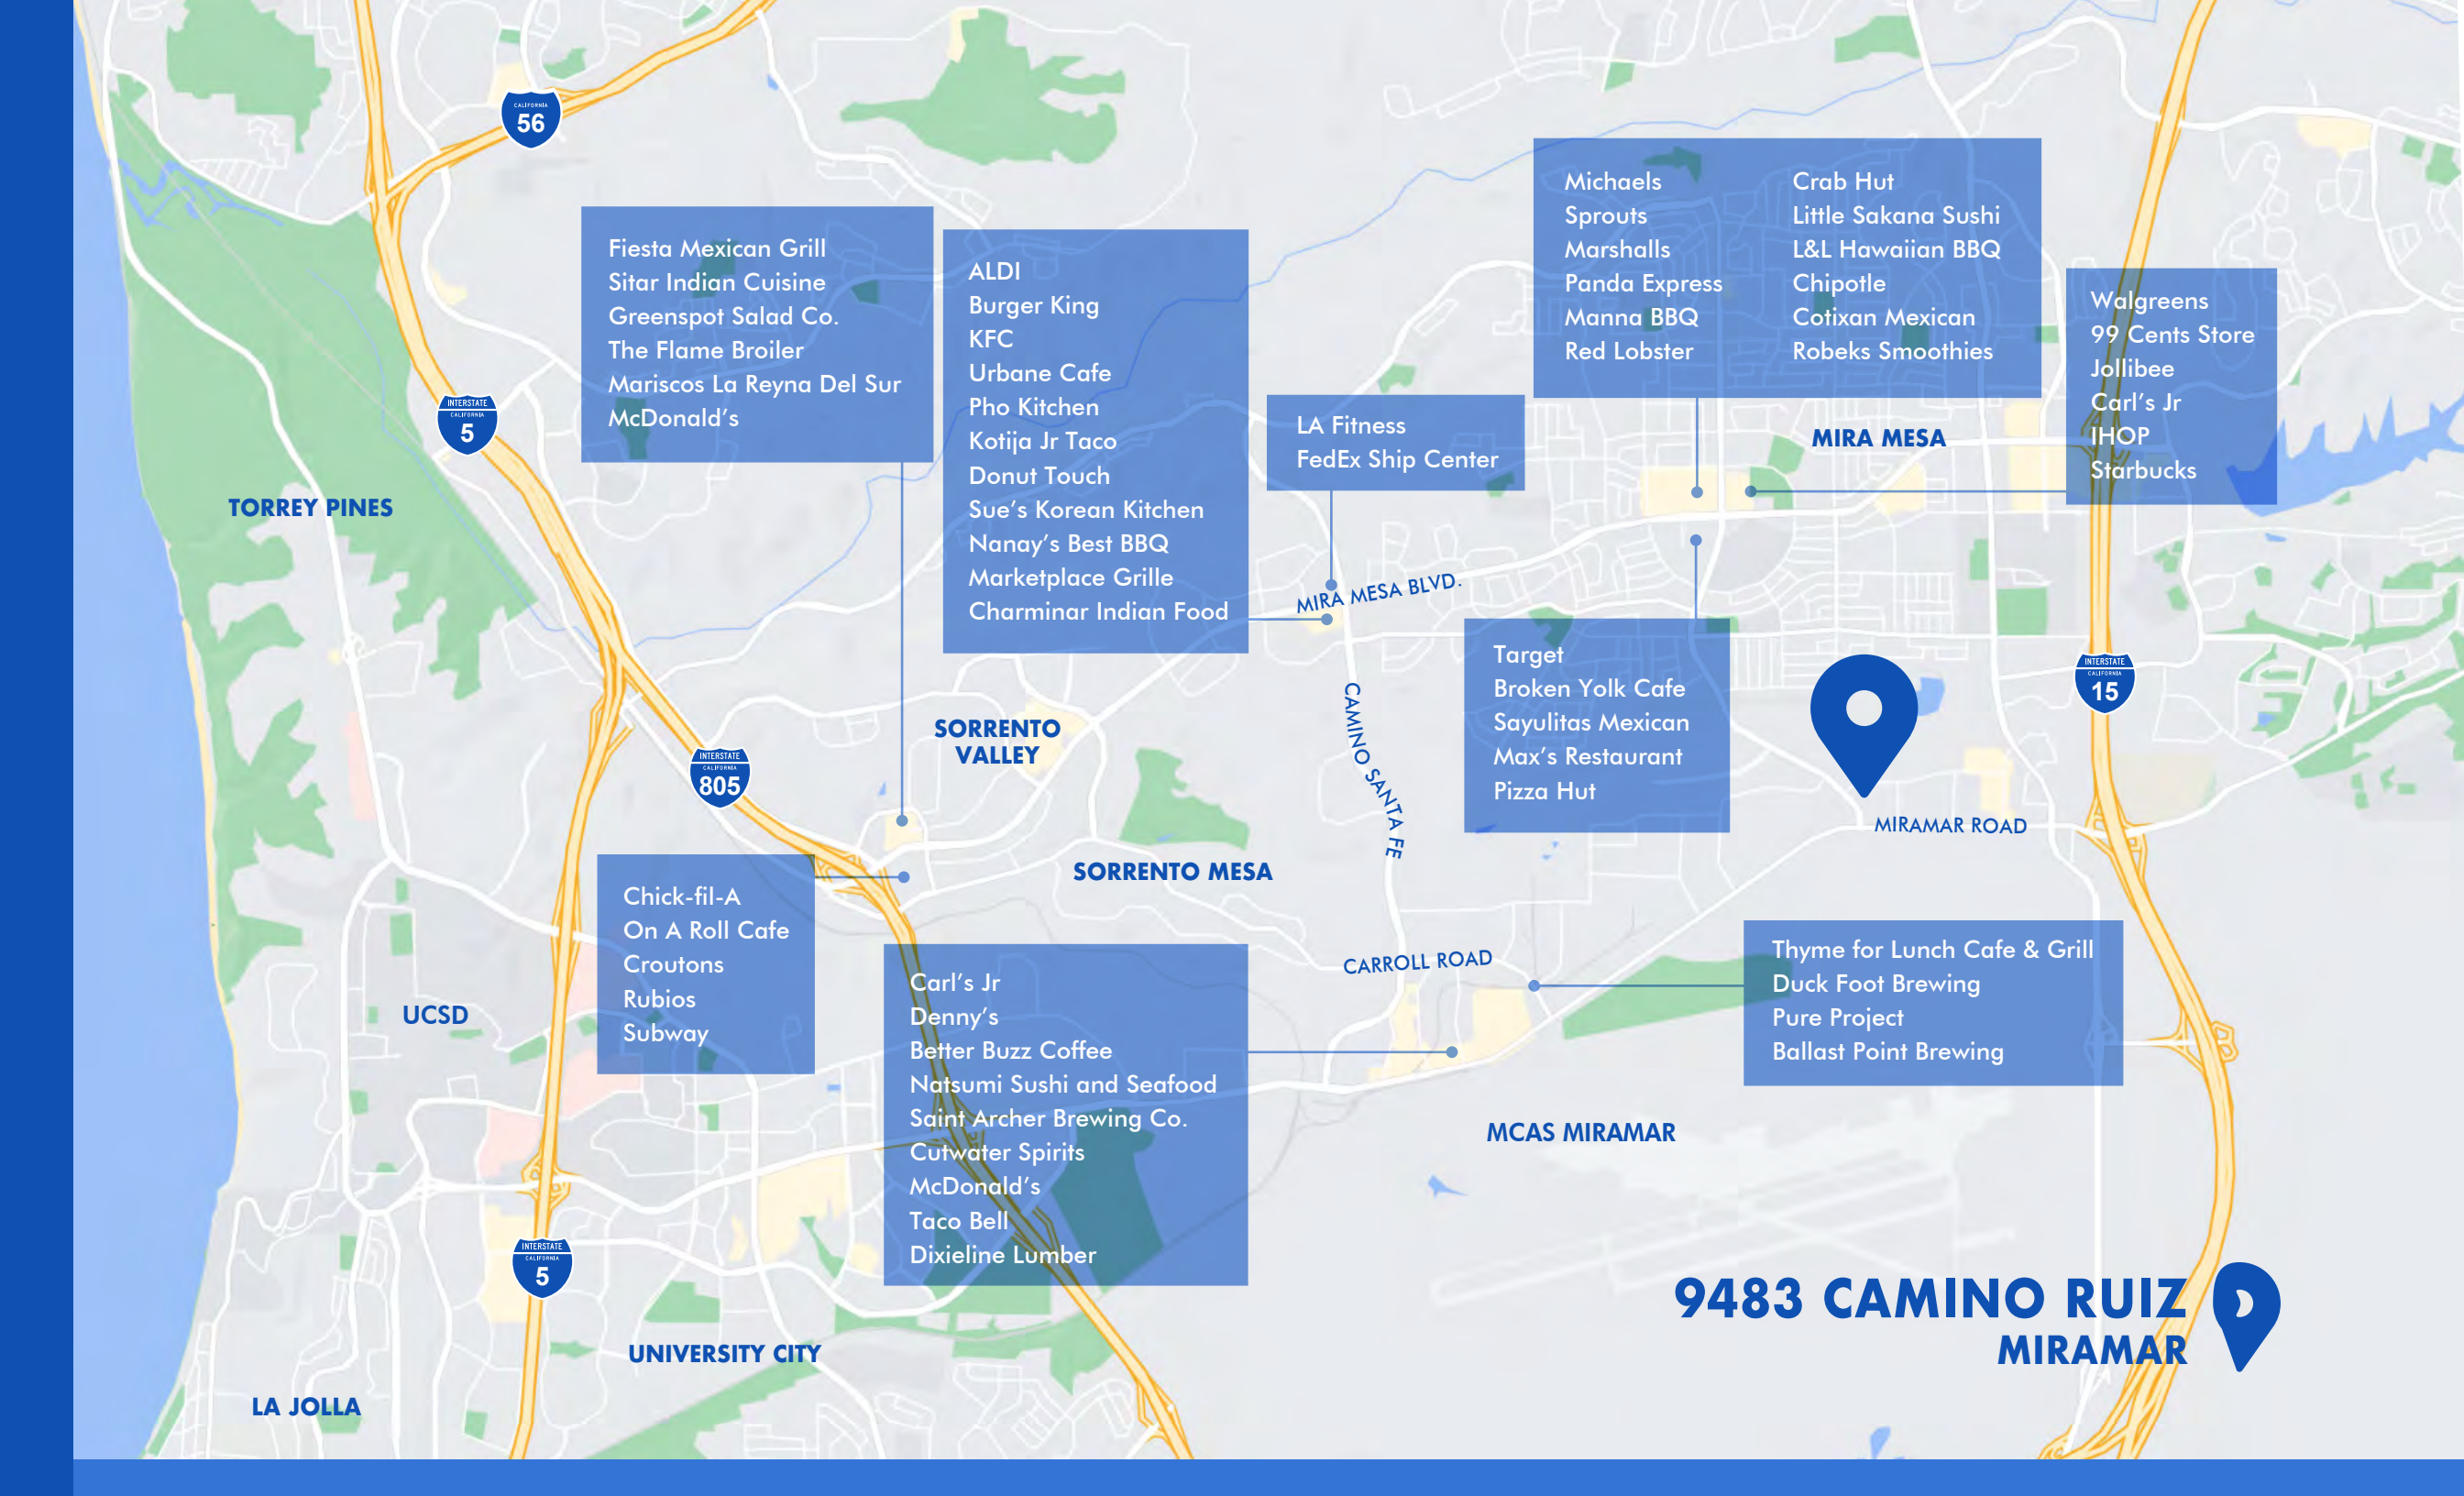 CALIFORNIA
56
Fiesta Mexican Grill
Sitar Indian Cuisine
Greenspot Salad Co.
The Flame Broiler
Mariscos La Reyna Del Sur
McDonald's
ALDI
Burger King
KFC
Urbane Cafe
Pho Kitchen
Kotija Jr Taco
Donut Touch
Sue's Korean Kitchen
Nanay's Best BBQ
Marketplace Grille
Charminar Indian Food
LA Fitness
FedEx Ship Center
Michaels
Sprouts
Marshalls
Panda Express
Manna BBQ
Red Lobster
Crab Hut
Little Sakana Sushi
L&L Hawaiian BBQ
Chipotle
Cotixan Mexican
Robeks Smoothies
Walgreens
99 Cents Store
Jollibee
Carl's Jr
IHOP
Starbucks
INTERSTATE
CALIFORNIA
5
TORREY PINES
MIRA MESA
MIRA MESA BLVD.
CAMINO SANTA FE
Target
Broken Yolk Cafe
Sayulitas Mexican
Max's Restaurant
Pizza Hut
INTERSTATE
CALIFORNIA
15
SORRENTO
VALLEY
INTERSTATE
CALIFORNIA
805
MIRAMAR ROAD
SORRENTO MESA
Chick-fil-A
On A Roll Cafe
Croutons
Rubios
Subway
UCSD
CARROLL ROAD
Carl's Jr
Denny's
Better Buzz Coffee
Natsumi Sushi and Seafood
Saint Archer Brewing Co.
Cutwater Spirits
McDonald's
Taco Bell
Dixieline Lumber
Thyme for Lunch Cafe & Grill
Duck Foot Brewing
Pure Project
Ballast Point Brewing
MCAS MIRAMAR
INTERSTATE
CALIFORNIA
5
UNIVERSITY CITY
LA JOLLA
9483 CAMINO RUIZ
MIRAMAR